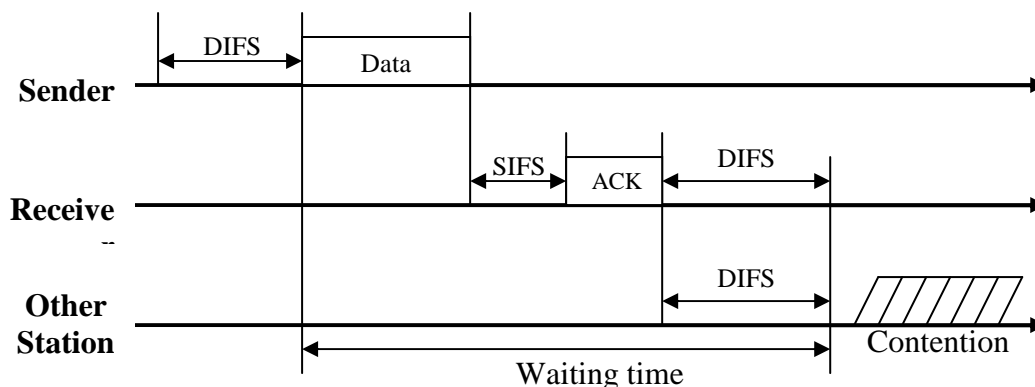 DIFS
Data
Sender
SIFS
ACK
DIFS
Receive
DIFS
Other
Station
Contention
Waiting time